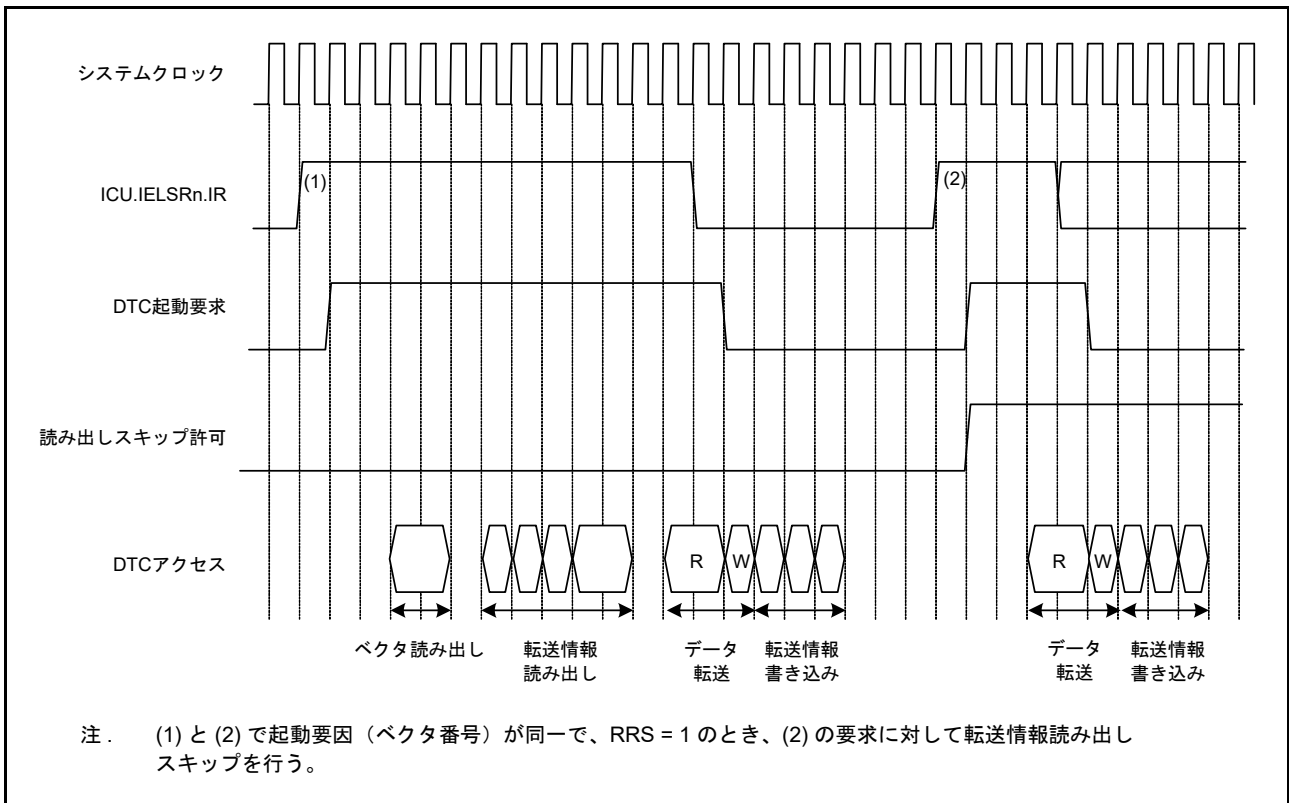 システムクロック
ICU.IELSRn.IR
(1)
(2)
DTC起動要求
読み出しスキップ許可
DTCアクセス
R
W
R
W
ベクタ読み出し
転送情報
読み出し
データ
転送
転送情報
書き込み
データ
転送
転送情報
書き込み
注 . (1) と (2) で起動要因（ベクタ番号）が同一で、RRS = 1 のとき、(2) の要求に対して転送情報読み出し
スキップを行う。